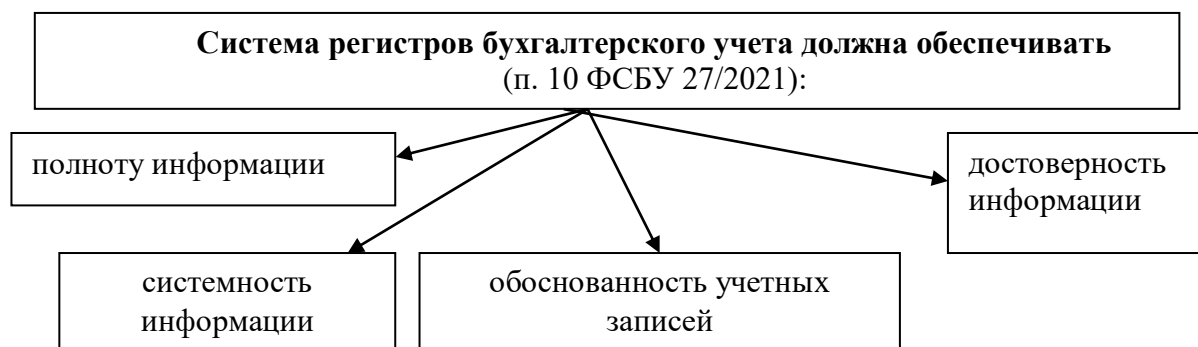 Система регистров бухгалтерского учета должна обеспечивать
(п. 10 ФСБУ 27/2021):
полноту информации
достоверность
информации
системность
информации
обоснованность учетных
записей